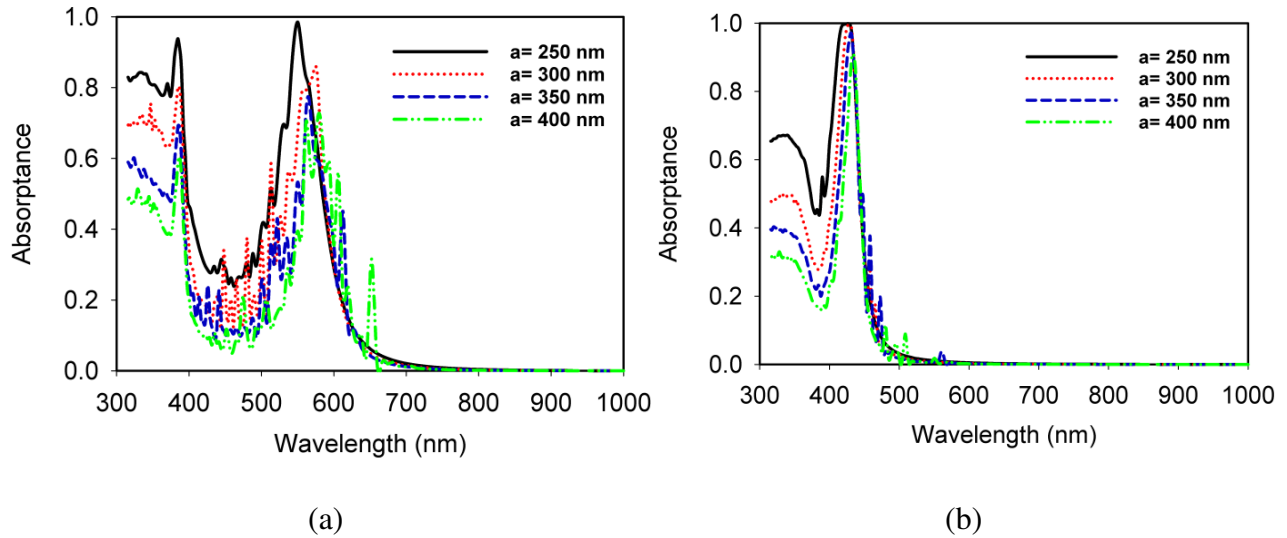 Absorptance
1.0
0.8
0.6
0.4
0.2
0.0
a= 250 nm
a= 300 nm
a= 350 nm
a= 400 nm
300 400 500 600 700 800 900 1000
Wavelength (nm)
(a)
Absorptance
1.0
0.8
0.6
0.4
0.2
0.0
a= 250 nm
a= 300 nm
a= 350 nm
a= 400 nm
300 400 500 600 700 800 900 1000
Wavelength (nm)
(b)